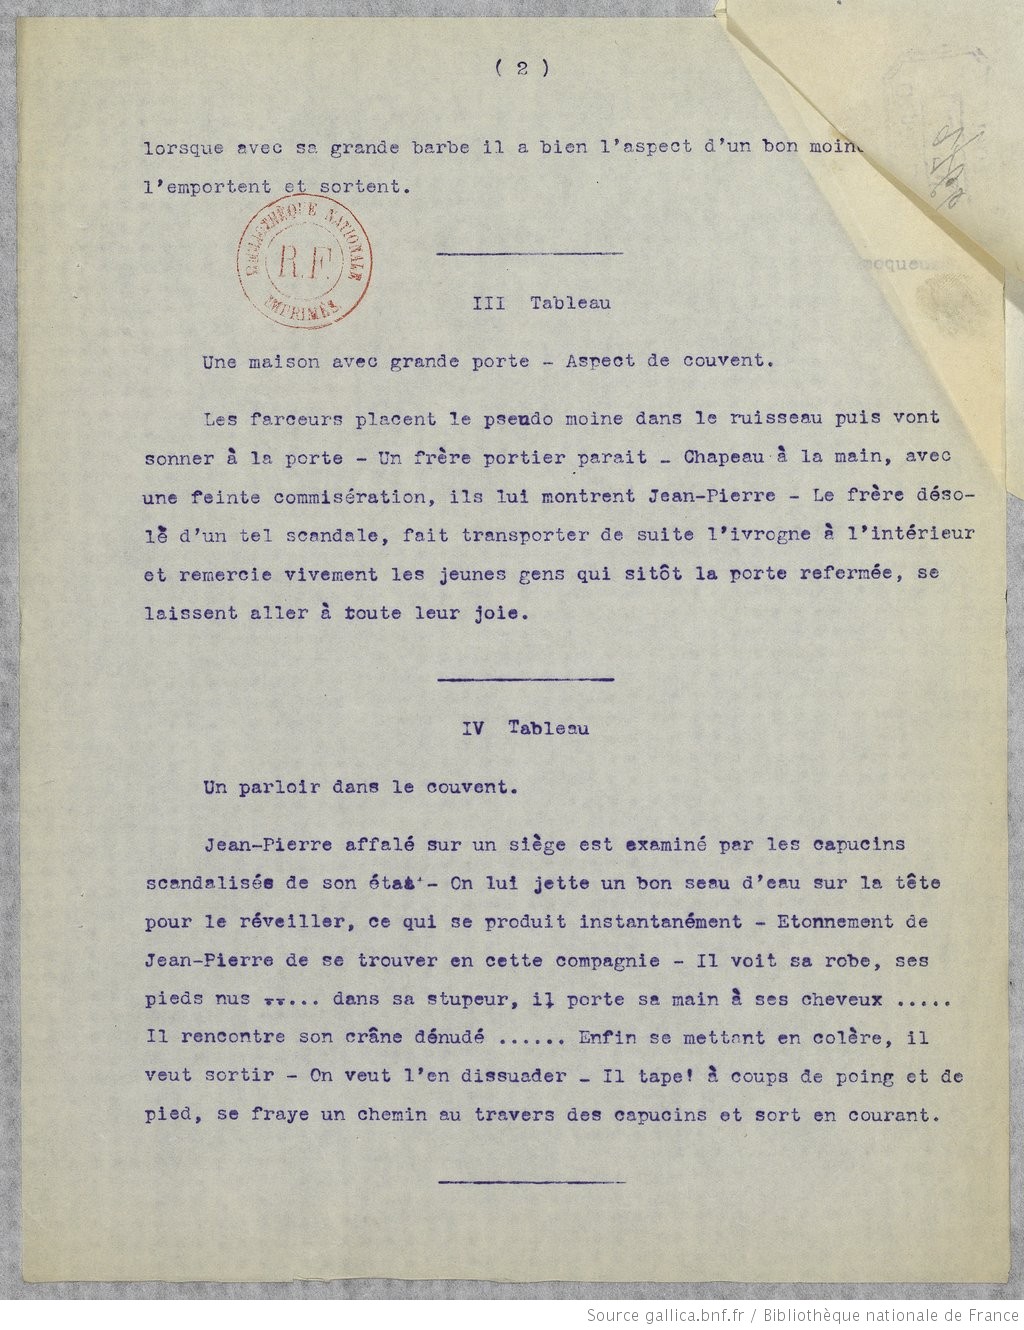 ( 2 )
lorsque avec sa grande barbe il a bien l'aspect d'un bon
l'emportent et sortent.
BIBLIOTHÈQUE NATIONALE
R.F.
IMPRIMÉS
III Tableau
Une maison avec grande porte - Aspect de couvent.
Les farceurs placent le pseudo moine dans le ruisseau puis vont
sonner à la porte - Un frère portier parait - Chapeau à la main, avec
une feinte commisération, ils lui montrent Jean-Pierre - Le frère déso-
lé d'un tel scandale, fait transporter de suite l'ivrogne à l'intérieur
et remercie vivement les jeunes gens qui sitôt la porte refermée, se
laissent aller à toute leur joie.
IV Tableau
Un parloir dans le couvent.
Jean-Pierre affalé sur un siège est examiné par les capucins
scandalisés de son état - On lui jette un bon seau d'eau sur la tête
pour le réveiller, ce qui se produit instantanément - Etonnement de
Jean-Pierre de se trouver en cette compagnie - Il voit sa robe, ses
pieds nus ..... dans sa stupeur, il porte sa main à ses cheveux .....
Il rencontre son crâne dénudé ...... Enfin se mettant en colère, il
veut sortir - On veut l'en dissuader - Il tape! à coups de poing et de
pied, se fraye un chemin au travers des capucins et sort en courant.
Source gallica.bnf.fr / Bibliothèque nationale de France